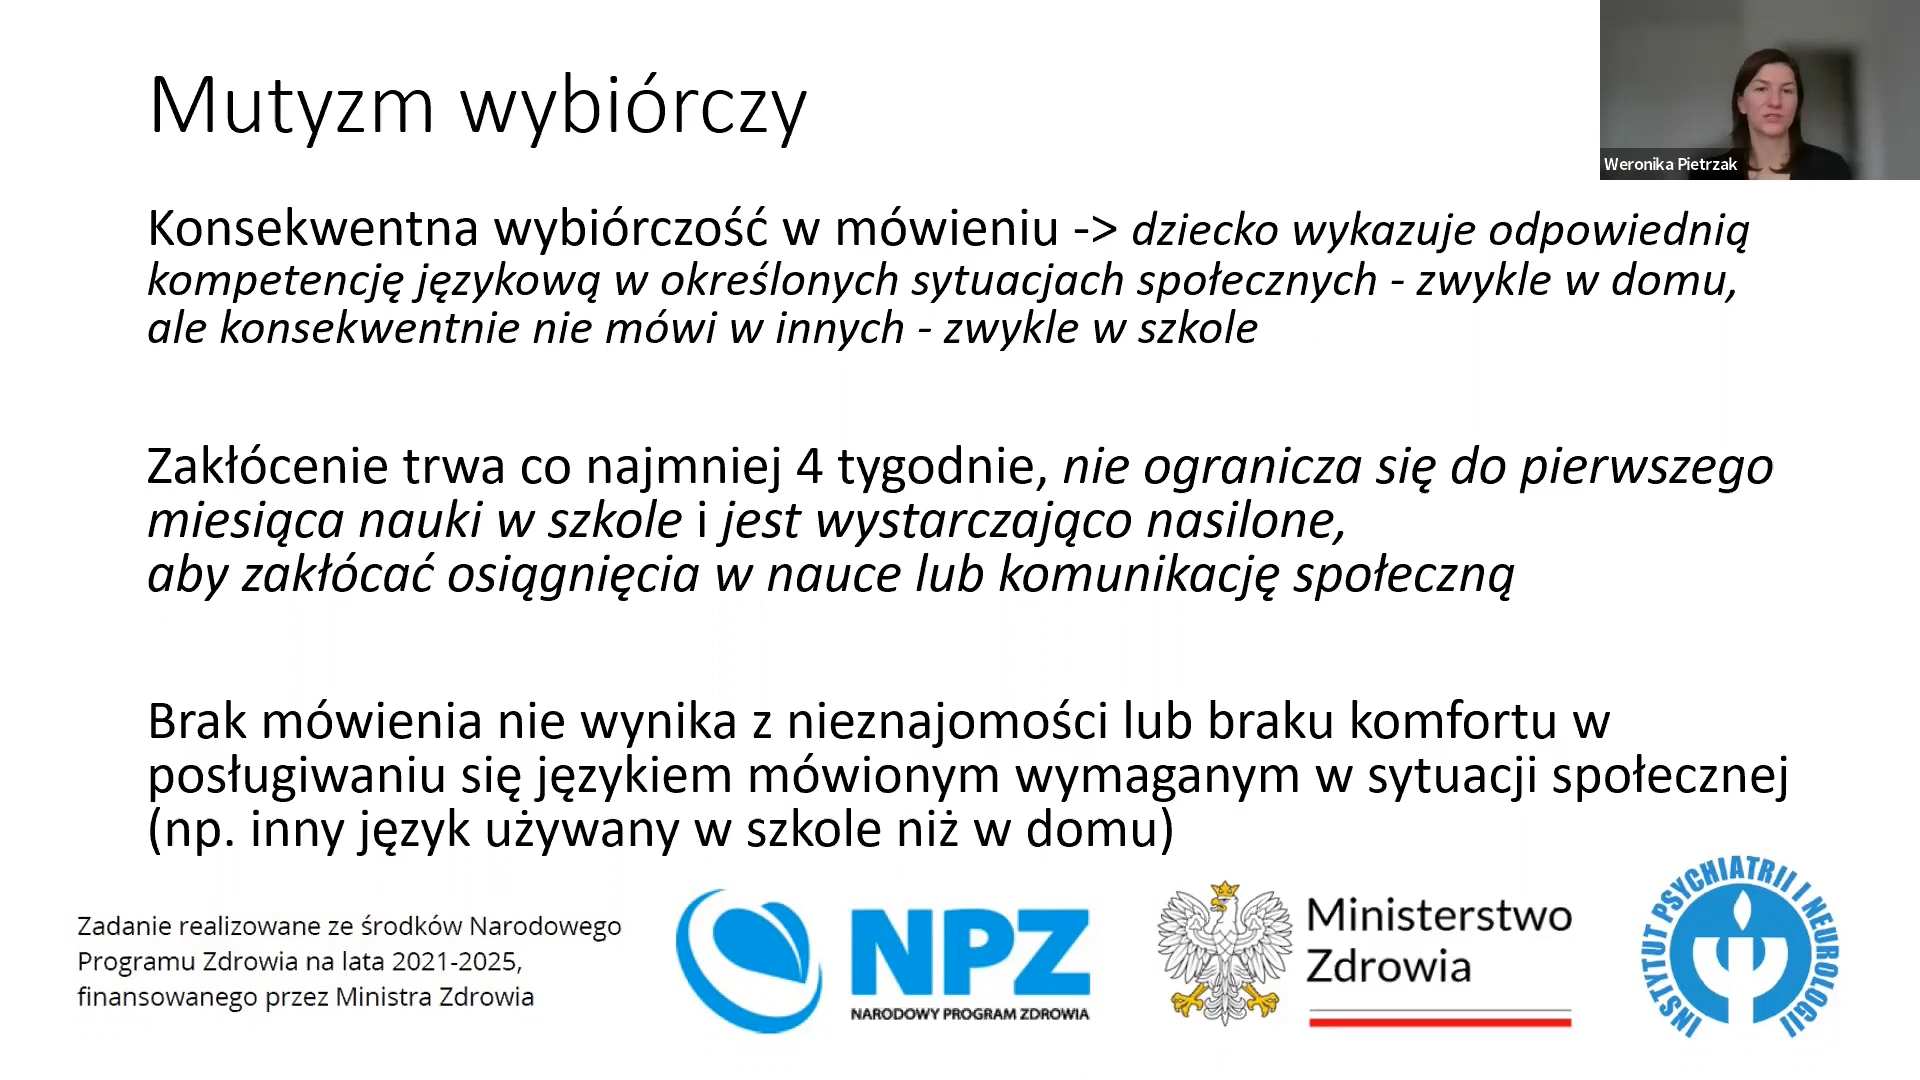 Mutyzm wybiórczy
Weronika Pietrzak
Konsekwentna wybiórczość w mówieniu -> dziecko wykazuje odpowiednią
kompetencję językową w określonych sytuacjach społecznych - zwykle w domu,
ale konsekwentnie nie mówi w innych - zwykle w szkole
Zakłócenie trwa co najmniej 4 tygodnie, nie ogranicza się do pierwszego
miesiąca nauki w szkole i jest wystarczająco nasilone,
aby zakłócać osiągnięcia w nauce lub komunikację społeczną
Brak mówienia nie wynika z nieznajomości lub braku komfortu w
posługiwaniu się językiem mówionym wymaganym w sytuacji społecznej
(np. inny język używany w szkole niż w domu)
Zadanie realizowane ze środków Narodowego
Programu Zdrowia na lata 2021-2025,
finansowanego przez Ministra Zdrowia
NPZ
NARODOWY PROGRAM ZDROWIA
Ministerstwo
Zdrowia
INSTYTUT PSYCHIATRII I NEUROLOGII